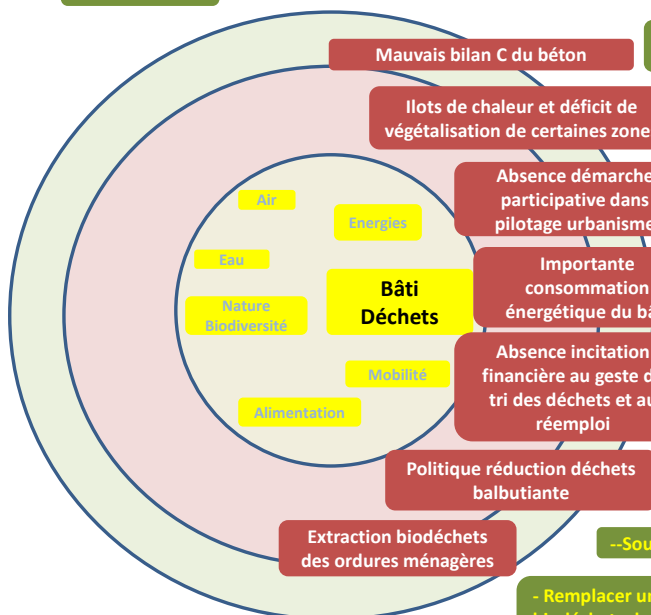 Mauvais bilan C du béton
Ilots de chaleur et déficit de
végétalisation de certaines zone
Absence démarche
participative dans
pilotage urbanisme
Air
Energies
Eau
Importante
consommation
énergétique du
Bâti
Déchets
Nature
Biodiversité
Absence incitation
financière au geste
tri des déchets et
réemploi
Mobilité
Alimentation
Politique réduction déchets
balbutiante
Extraction biodéchets
des ordures ménagères
--Sou
- Remplacer un